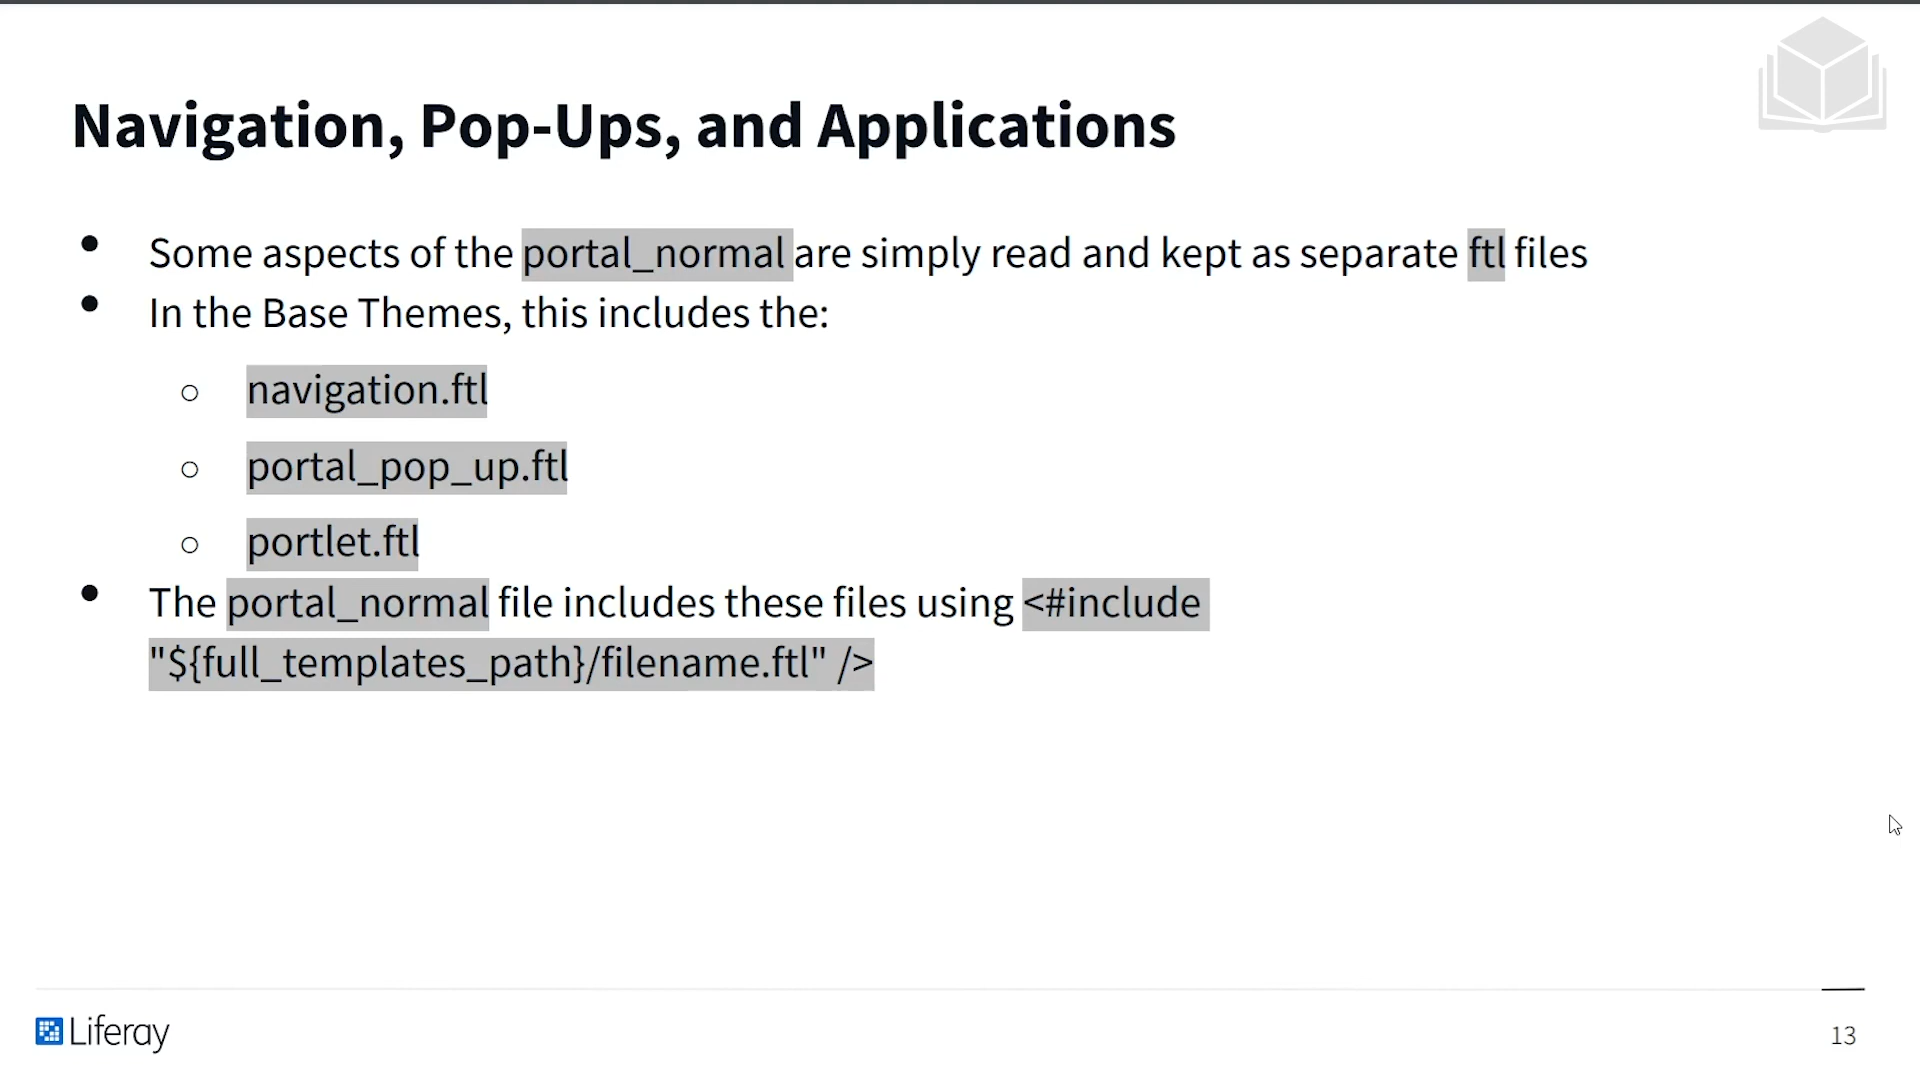 Navigation, Pop-Ups, and Applications
Some aspects of the portal_normal are simply read and kept as separate ftl files
In the Base Themes, this includes the:
navigation.ftl
portal_pop_up.ftl
portlet.ftl
The portal_normal file includes these files using <#include
"${full_templates_path}/filename.ftl" />
Liferay
13